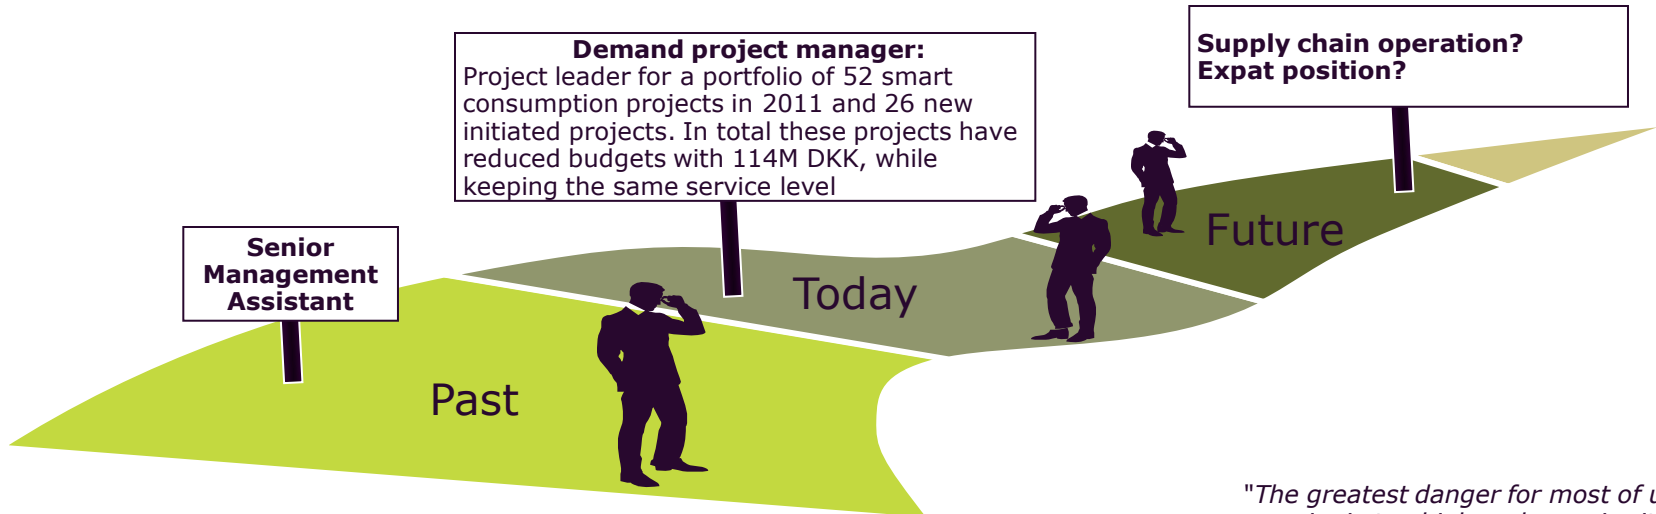 Senior
Management
Assistant
Past
Demand project manager:
Project leader for a portfolio of 52 smart
consumption projects in 2011 and 26 new
initiated projects. In total these projects have
reduced budgets with 114M DKK, while
keeping the same service level
Today
Supply chain operation?
Expat position?
Future
"The greatest danger for most of u